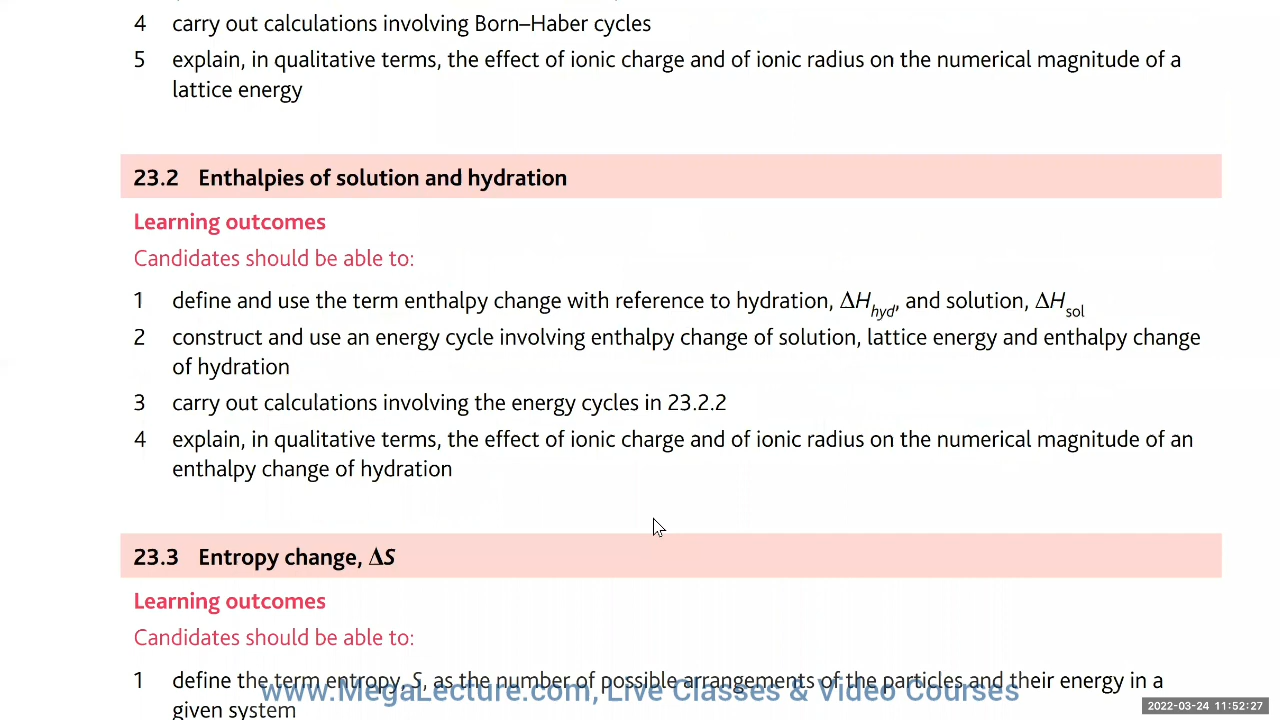 4 carry out calculations involving Born–Haber cycles
5 explain, in qualitative terms, the effect of ionic charge and of ionic radius on the numerical magnitude of a
lattice energy
23.2 Enthalpies of solution and hydration
Learning outcomes
Candidates should be able to:
1 define and use the term enthalpy change with reference to hydration, ΔHhyd, and solution, ΔHsol
2 construct and use an energy cycle involving enthalpy change of solution, lattice energy and enthalpy change
of hydration
3 carry out calculations involving the energy cycles in 23.2.2
4 explain, in qualitative terms, the effect of ionic charge and of ionic radius on the numerical magnitude of an
enthalpy change of hydration
23.3 Entropy change, ΔS
Learning outcomes
Candidates should be able to:
1 define the term entropy, S, as the number of possible arrangements of the particles and their energy in a
given system
www.MegaLecture.com, Live Classes & Video Courses
2022-03-24 11:52:27